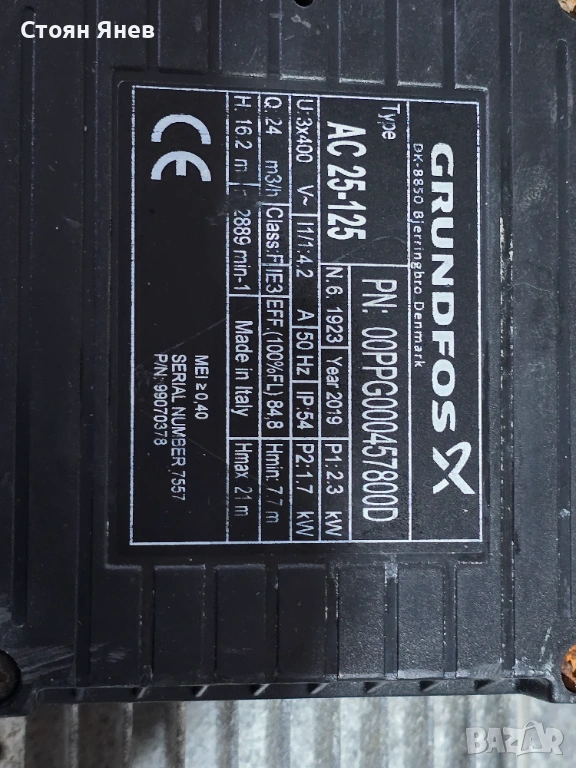 Стоян Янев
GRUNDFOS
DK-8850 Bjerringbro Denmark
Type AC 25-125 PN: 00PPG000457800D
N.6. 1923 Year 2019 P1:2.3 kW
U:3x400 V~ I1/1:4.2 A 50 Hz IP:54 P2:1.7 kW
Q. 24 m3/h Class:F IE3 EFF.(100%FL) 84,8 Hmin: 7.7 m
H. 16.2 m 2889 min-1 Made in Italy Hmax 21 m
CE
MEI ≥ 0,40
SERIAL NUMBER 7557
P/N:99070378
BAZAR